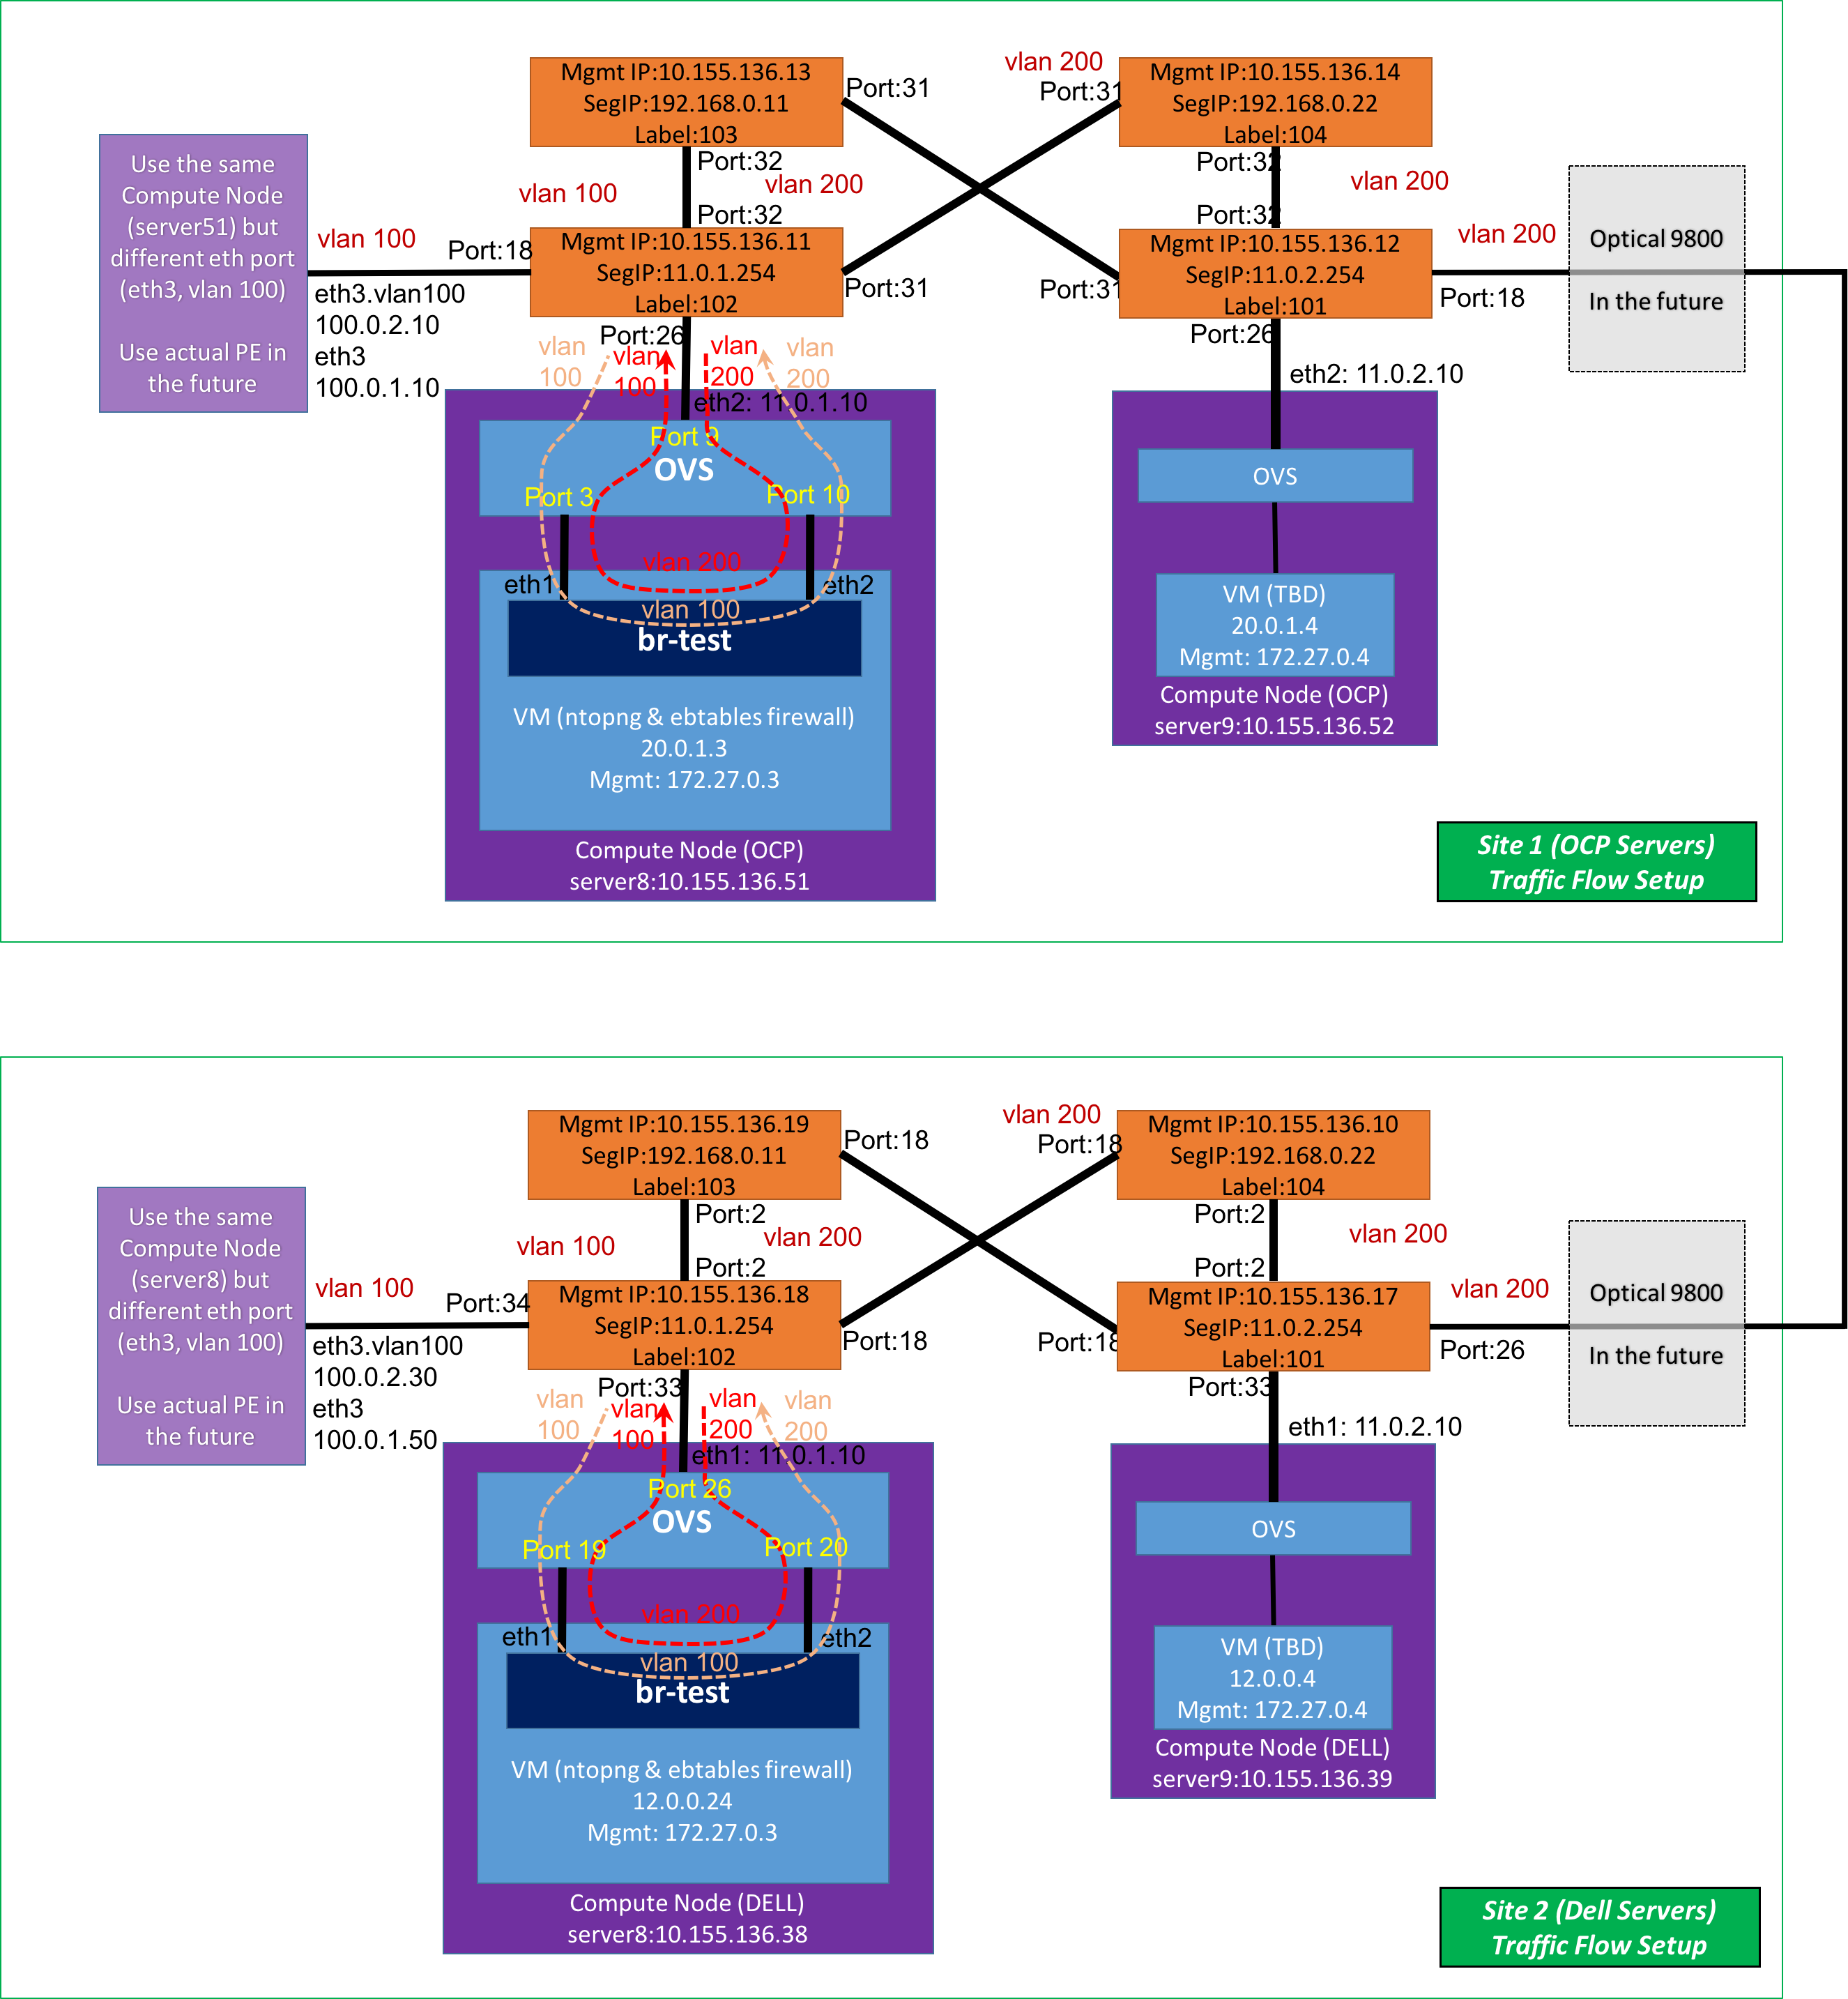 Mgmt IP:10.155.136.13
SegIP:192.168.0.11
Label:103
Port:31
vlan 200
Port:31
Mgmt IP:10.155.136.14
SegIP:192.168.0.22
Label:104
Use the same
Compute Node
(server51) but
different eth port
(eth3, vlan 100)
Use actual PE in
the future
Port:32
vlan 100
vlan 200
Port:32
Port:32
vlan 200
Port:32
vlan 100
Port:18
Mgmt IP:10.155.136.11
SegIP:11.0.1.254
Label:102
Port:31
Port:31
Mgmt IP:10.155.136.12
SegIP:11.0.2.254
Label:101
vlan 200
Port:18
Optical 9800
In the future
eth3.vlan100
100.0.2.10
eth3
100.0.1.10
Port:26
vlan
100
vlan
100
vlan
200
vlan
200
eth2: 11.0.1.10
Port:26
eth2: 11.0.2.10
Port 9
OVS
Port 3
Port 10
vlan 200
eth1
eth2
vlan 100
br-test
VM (ntopng & ebtables firewall)
20.0.1.3
Mgmt: 172.27.0.3
Compute Node (OCP)
server8:10.155.136.51
OVS
VM (TBD)
20.0.1.4
Mgmt: 172.27.0.4
Compute Node (OCP)
server9:10.155.136.52
Site 1 (OCP Servers)
Traffic Flow Setup
Mgmt IP:10.155.136.19
SegIP:192.168.0.11
Label:103
Port:18
vlan 200
Port:18
Mgmt IP:10.155.136.10
SegIP:192.168.0.22
Label:104
Use the same
Compute Node
(server8) but
different eth port
(eth3, vlan 100)
Use actual PE in
the future
Port:2
vlan 100
vlan 200
Port:2
Port:2
vlan 200
Port:2
vlan 100
Port:34
Mgmt IP:10.155.136.18
SegIP:11.0.1.254
Label:102
Port:18
Port:18
Mgmt IP:10.155.136.17
SegIP:11.0.2.254
Label:101
vlan 200
Port:26
Optical 9800
In the future
eth3.vlan100
100.0.2.30
eth3
100.0.1.50
Port:33
vlan
100
vlan
100
vlan
200
vlan
200
eth1: 11.0.1.10
Port:33
eth1: 11.0.2.10
Port 26
OVS
Port 19
Port 20
vlan 200
eth1
eth2
vlan 100
br-test
VM (ntopng & ebtables firewall)
12.0.0.24
Mgmt: 172.27.0.3
Compute Node (DELL)
server8:10.155.136.38
OVS
VM (TBD)
12.0.0.4
Mgmt: 172.27.0.4
Compute Node (DELL)
server9:10.155.136.39
Site 2 (Dell Servers)
Traffic Flow Setup